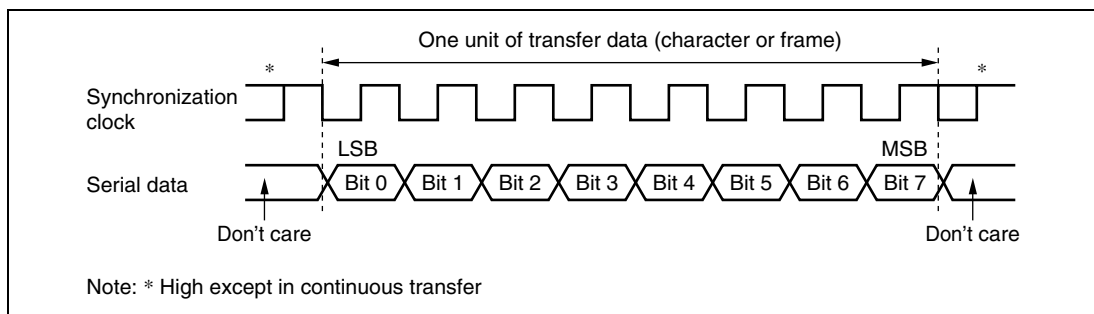 One unit of transfer data (character or frame)
* *
Synchronization
clock
LSB MSB
Serial data Bit 0 Bit 1 Bit 2 Bit 3 Bit 4 Bit 5 Bit 6 Bit 7
Don't care Don't care
Note: * High except in continuous transfer